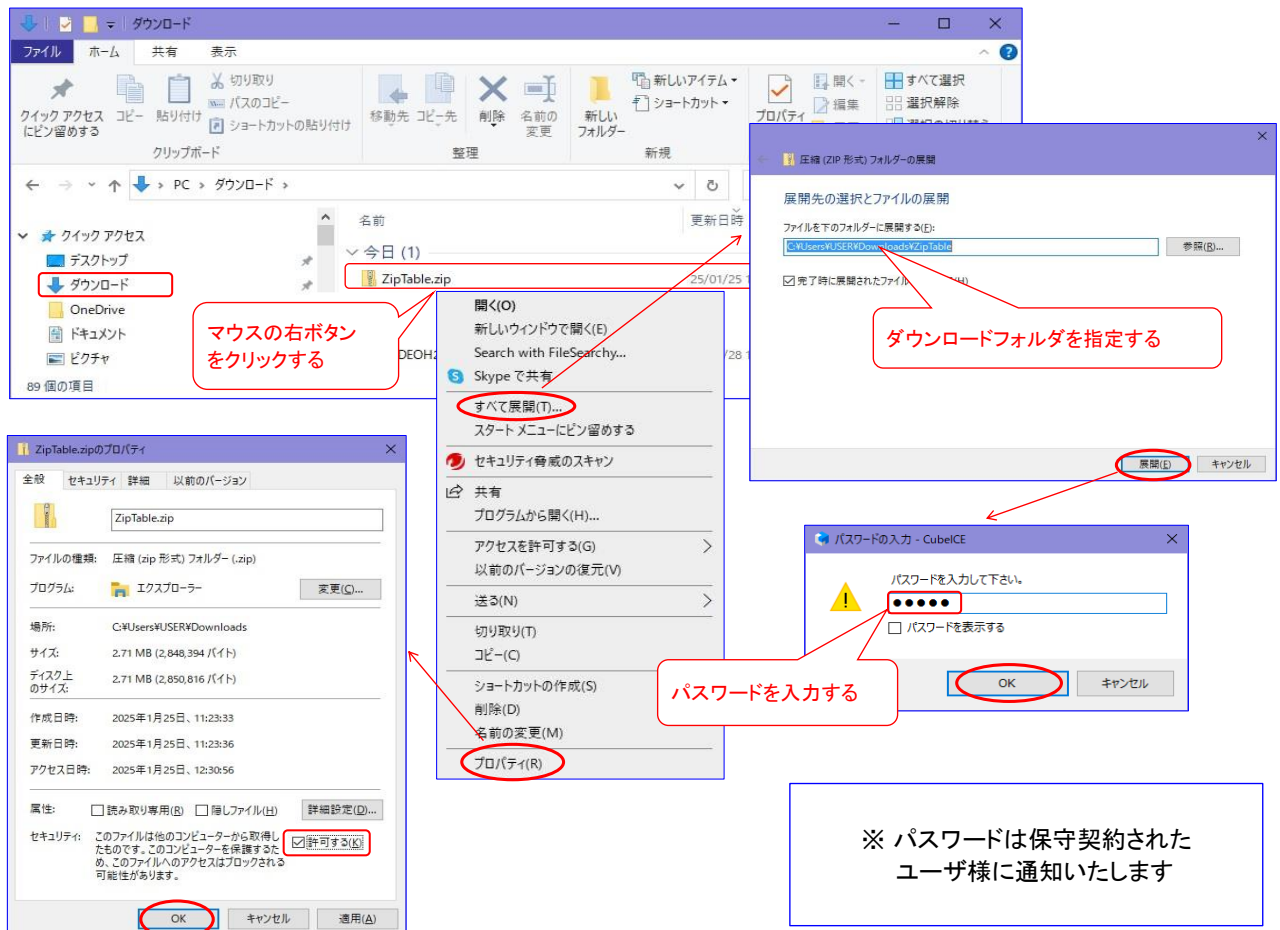 ダウンロード
ファイル ホーム 共有 表示
クイック アクセス
にピン留めする
コピー 貼り付け
切り取り
パスのコピー
ショートカットの貼り付け
クリップボード
移動先 コピー先 削除 名前の
変更
整理
新しい
フォルダー
新しいアイテム
ショートカット
新規
プロパティ
開く
編集
すべて選択
選択解除
PC > ダウンロード >
名前 更新日時
クイック アクセス
デスクトップ
ダウンロード
OneDrive
ドキュメント
ピクチャ
89 個の項目
今日 (1)
ZipTable.zip 25/01/25 1
マウスの右ボタン
をクリックする
開く(O)
新しいウィンドウで開く(E)
Search with FileSearchy...
Skype で共有
すべて展開(T)...
スタート メニューにピン留めする
セキュリティ脅威のスキャン
共有
プログラムから開く(H)...
アクセスを許可する(G)
以前のバージョンの復元(V)
送る(N)
切り取り(T)
コピー(C)
ショートカットの作成(S)
削除(D)
名前の変更(M)
プロパティ(R)
圧縮 (ZIP 形式) フォルダーの展開
展開先の選択とファイルの展開
ファイルを下のフォルダーに展開する(F):
C:¥Users¥USER¥Downloads¥ZipTable
参照(R)...
完了時に展開されたファイル
ダウンロードフォルダを指定する
展開(E) キャンセル
パスワードの入力 - CubeICE
パスワードを入力して下さい。
●●●●●
パスワードを表示する
OK キャンセル
パスワードを入力する
ZipTable.zipのプロパティ
全般 セキュリティ 詳細 以前のバージョン
ZipTable.zip
ファイルの種類: 圧縮 (zip 形式) フォルダー (.zip)
プログラム: エクスプローラー 変更(C)...
場所: C:¥Users¥USER¥Downloads
サイズ: 2.71 MB (2,848,394 バイト)
ディスク上
のサイズ: 2.71 MB (2,850,816 バイト)
作成日時: 2025年1月25日、11:23:33
更新日時: 2025年1月25日、11:23:36
アクセス日時: 2025年1月25日、12:30:56
属性: 読み取り専用(R) 隠しファイル(H) 詳細設定(D)...
セキュリティ: このファイルは他のコンピューターから取得し
たものです。このコンピューターを保護するた
め、このファイルへのアクセスはブロックされる
可能性があります。
許可する(K)
OK キャンセル 適用(A)
※ パスワードは保守契約された
ユーザ様に通知いたします